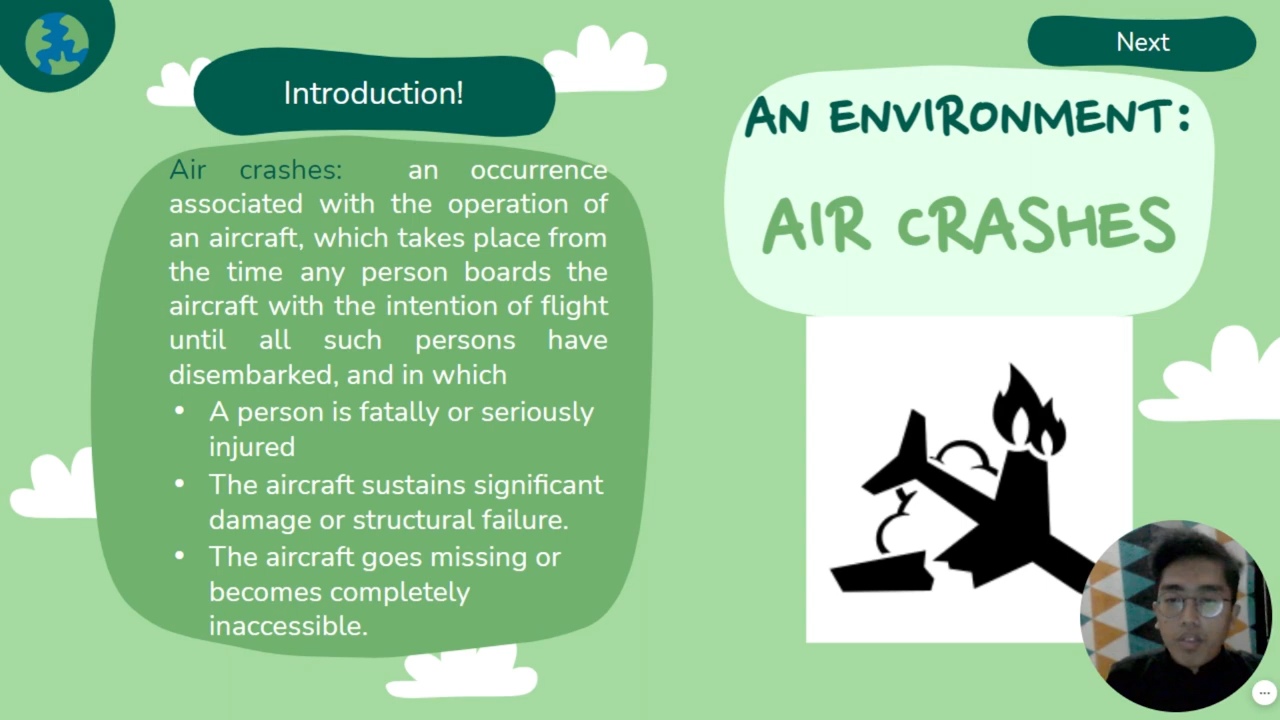 Next
Introduction!
AN ENVIRONMENT:
AIR CRASHES
Air crashes: an occurrence
associated with the operation of
an aircraft, which takes place from
the time any person boards the
aircraft with the intention of flight
until all such persons have
disembarked, and in which
• A person is fatally or seriously
injured
• The aircraft sustains significant
damage or structural failure.
• The aircraft goes missing or
becomes completely
inaccessible.